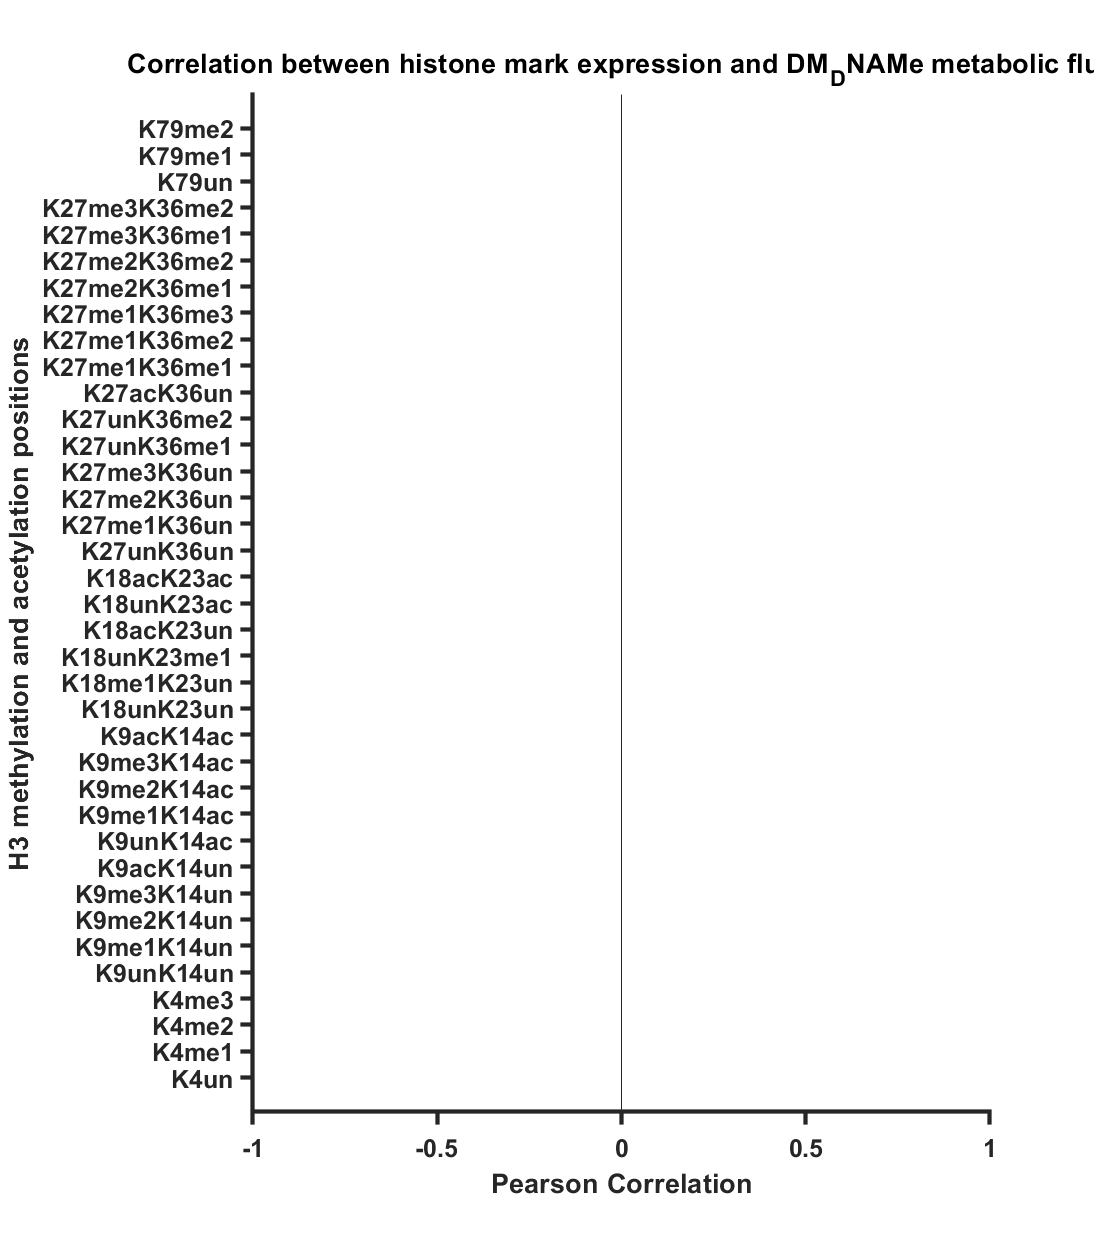 Correlation between histone mark expression and DM_DNAMe metabolic flu
K79me2
K79me1
K79un
K27me3K36me2
K27me3K36me1
K27me2K36me2
K27me2K36me1
K27me1K36me3
K27me1K36me2
K27me1K36me1
K27acK36un
K27unK36me2
K27unK36me1
K27me3K36un
K27me2K36un
K27me1K36un
K27unK36un
K18acK23ac
K18unK23ac
K18acK23un
K18unK23me1
K18me1K23un
K18unK23un
K9acK14ac
K9me3K14ac
K9me2K14ac
K9me1K14ac
K9unK14ac
K9acK14un
K9me3K14un
K9me2K14un
K9me1K14un
K9unK14un
K4me3
K4me2
K4me1
K4un
H3 methylation and acetylation positions
-1 -0.5 0 0.5 1
Pearson Correlation